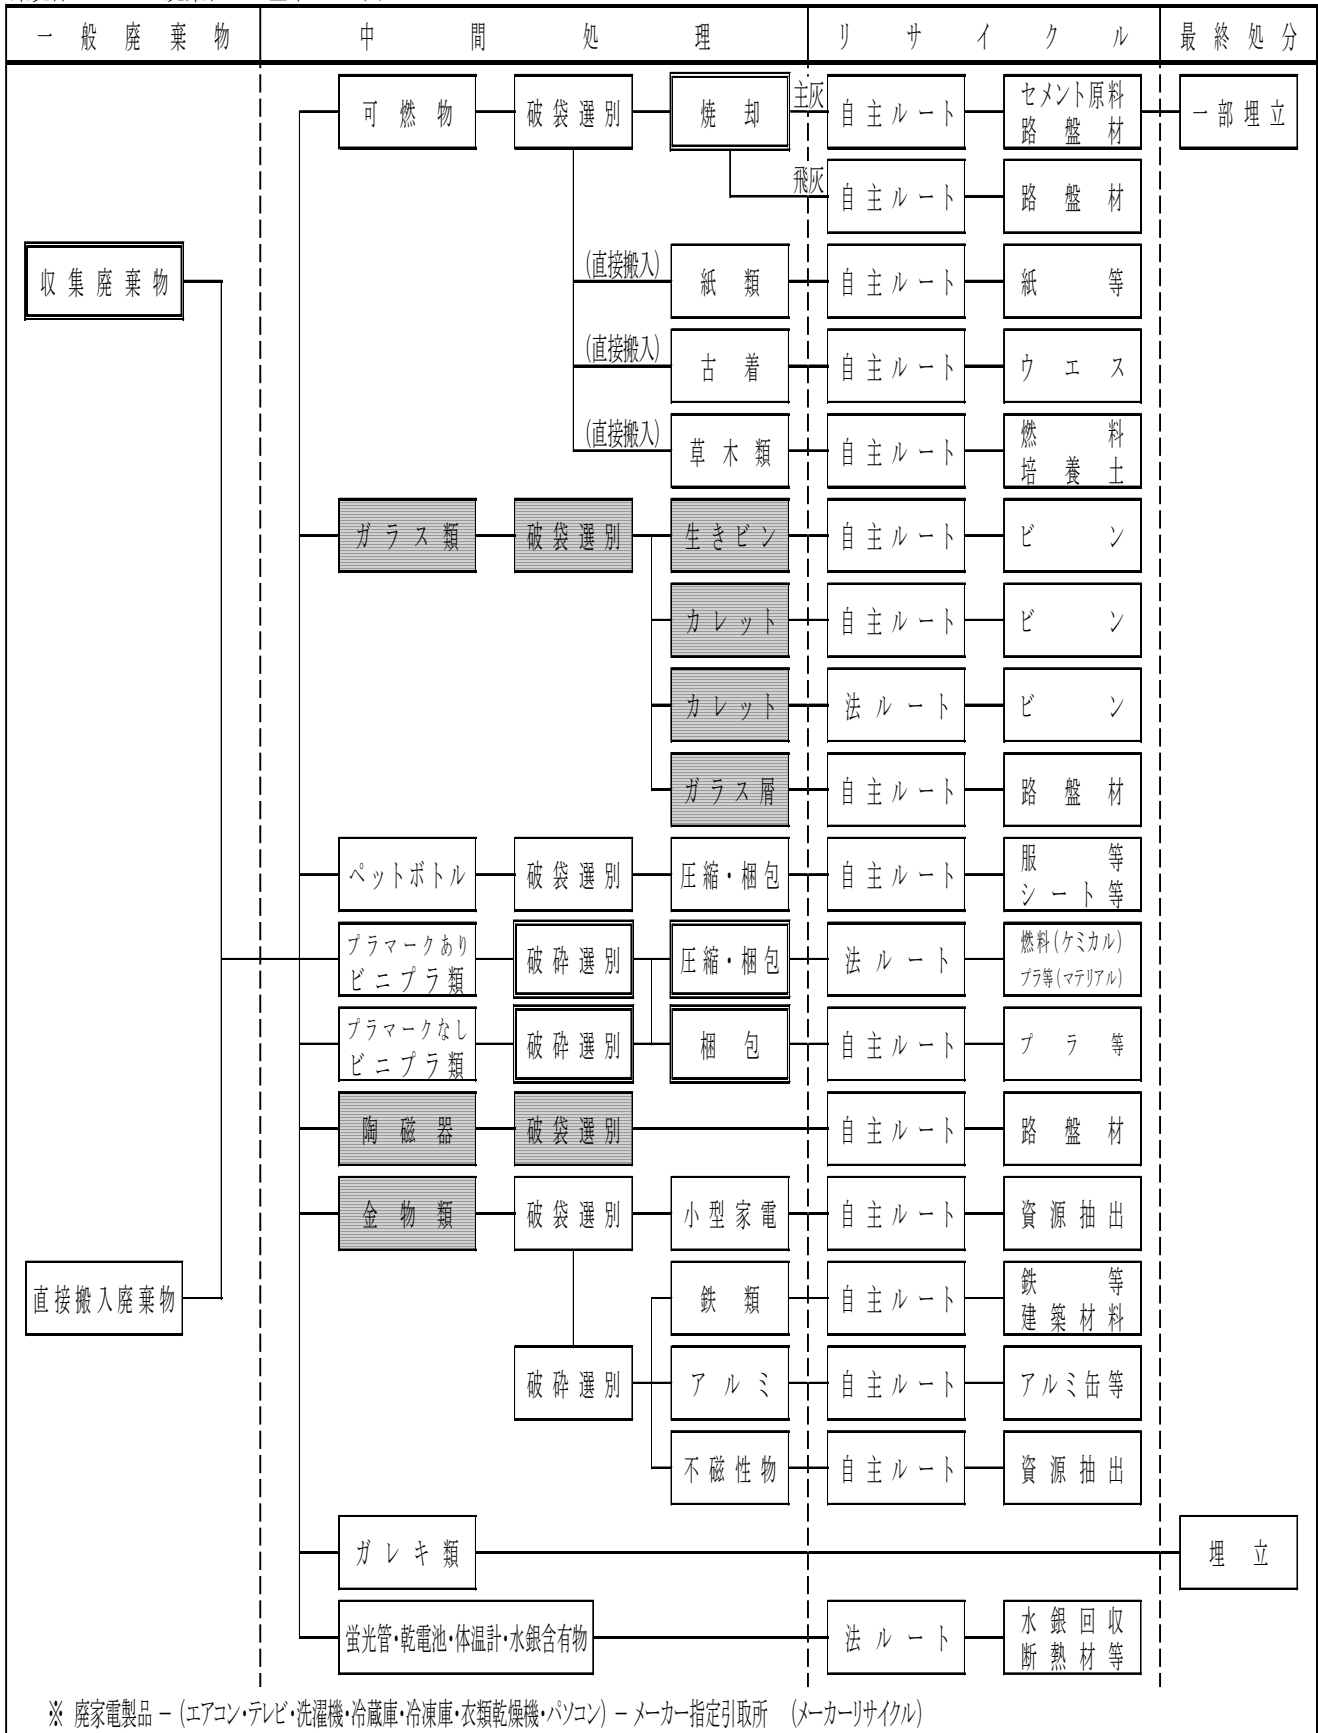 一般廃棄物 中間処理 リサイクル 最終処分
可燃物 破袋選別 焼却 主灰 自主ルート セメント原料 一部埋立
路盤材
飛灰 自主ルート 路盤材
収集廃棄物 (直接搬入) 紙類 自主ルート 紙等
(直接搬入) 古着 自主ルート ウエス
(直接搬入) 草木類 自主ルート 燃料
培養土
ガラス類 破袋選別 生きビン 自主ルート ビン
カレット 自主ルート ビン
カレット 法ルート ビン
ガラス屑 自主ルート 路盤材
ペットボトル 破袋選別 圧縮・梱包 自主ルート 服等
シート等
プラマークあり
ビニプラ類 破砕選別 圧縮・梱包 法ルート 燃料(ケミカル)
プラ等(マテリアル)
プラマークなし
ビニプラ類 破砕選別 梱包 自主ルート プラ等
陶磁器 破袋選別 自主ルート 路盤材
金物類 破袋選別 小型家電 自主ルート 資源抽出
直接搬入廃棄物 鉄類 自主ルート 鉄等
建築材料
破砕選別 アルミ 自主ルート アルミ缶等
不磁性物 自主ルート 資源抽出
ガレキ類 埋立
蛍光管・乾電池・体温計・水銀含有物 法ルート 水銀回収
断熱材等
※ 廃家電製品 － (エアコン・テレビ・洗濯機・冷蔵庫・冷凍庫・衣類乾燥機・パソコン) － メーカー指定引取所 (メーカーリサイクル)